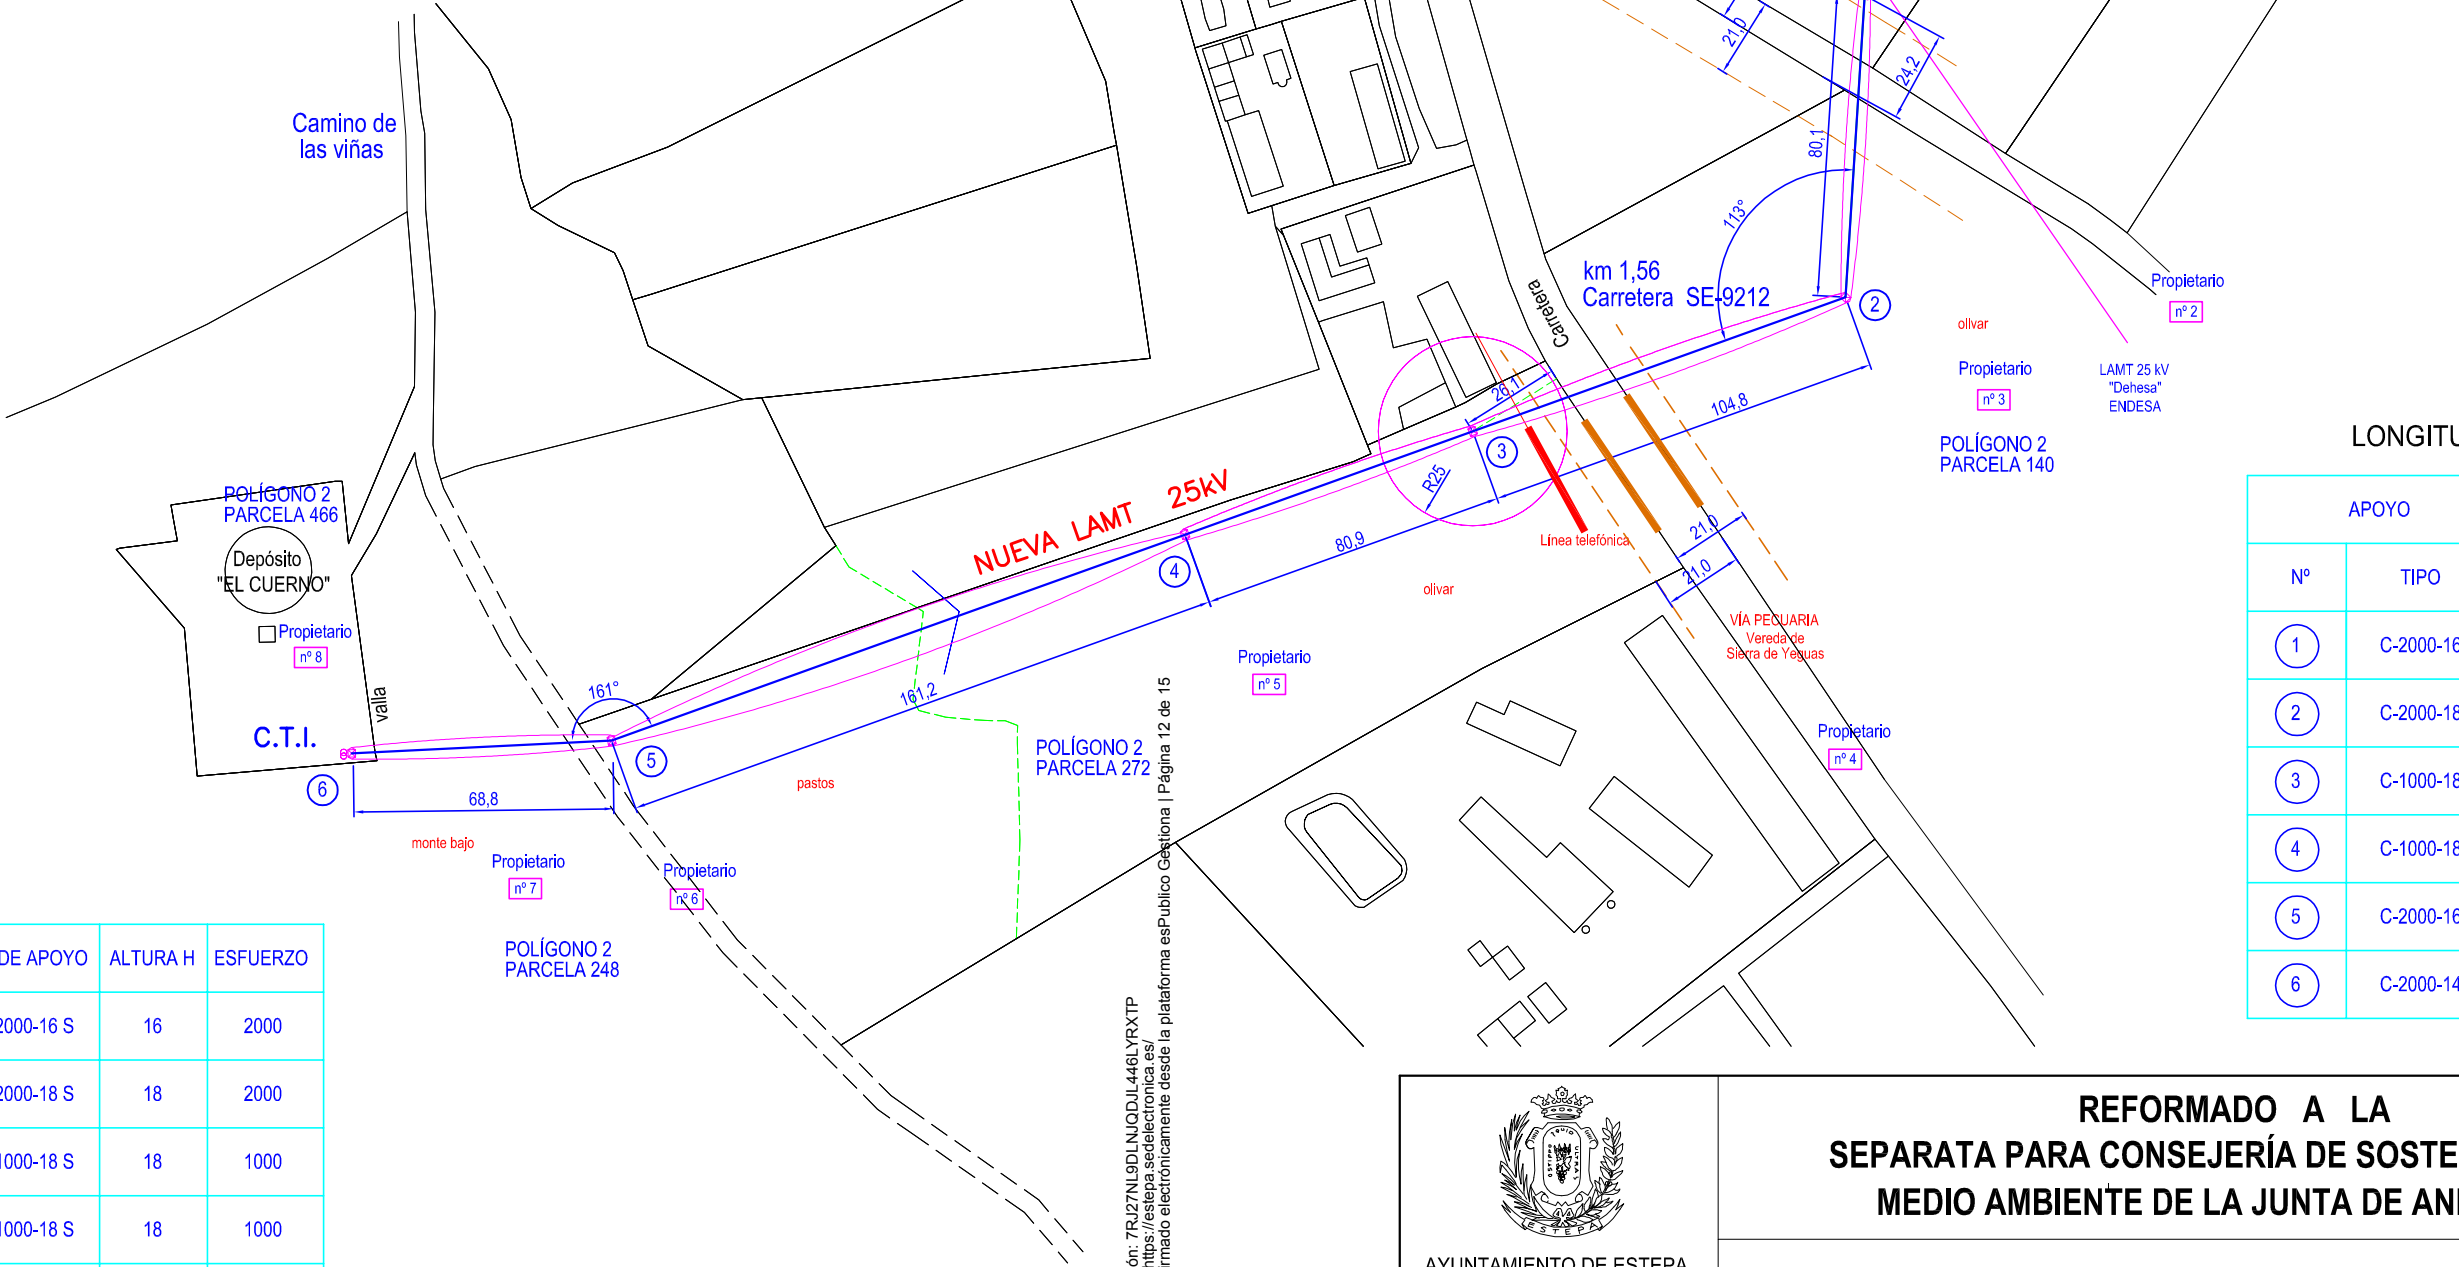 Camino de
las viñas
21,0
24,2
80,1
113°
km 1,56
Carretera SE-9212
Carretera
2
Propietario
nº 2
olivar
Propietario
nº 3
LAMT 25 kV
"Dehesa"
ENDESA
POLÍGONO 2
PARCELA 140
26,1
104,8
3
R25
NUEVA LAMT 25kV
80,9
Línea telefónica
21,0
21,0
4
olivar
VÍA PECUARIA
Vereda de
Sierra de Yeguas
POLÍGONO 2
PARCELA 466
Depósito
"EL CUERNO"
Propietario
nº 8
valla
C.T.I.
6
161°
5
161,2
68,8
Propietario
nº 5
POLÍGONO 2
PARCELA 272
Propietario
nº 4
pastos
monte bajo
Propietario
nº 7
Propietario
nº 6
POLÍGONO 2
PARCELA 248
LONGITU
APOYO
Nº TIPO
1 C-2000-16
2 C-2000-18
3 C-1000-18
4 C-1000-18
5 C-2000-16
6 C-2000-14
DE APOYO ALTURA H ESFUERZO
2000-16 S 16 2000
2000-18 S 18 2000
1000-18 S 18 1000
1000-18 S 18 1000
ón: 7RJ27NL9DLNJQDJL446LYRXTP
https://estepa.sedelectronica.es/
irmado electrónicamente desde la plataforma esPublico Gestiona | Página 12 de 15
ESTEPA
AYUNTAMIENTO DE ESTEPA
REFORMADO A LA
SEPARATA PARA CONSEJERÍA DE SOSTE
MEDIO AMBIENTE DE LA JUNTA DE AN